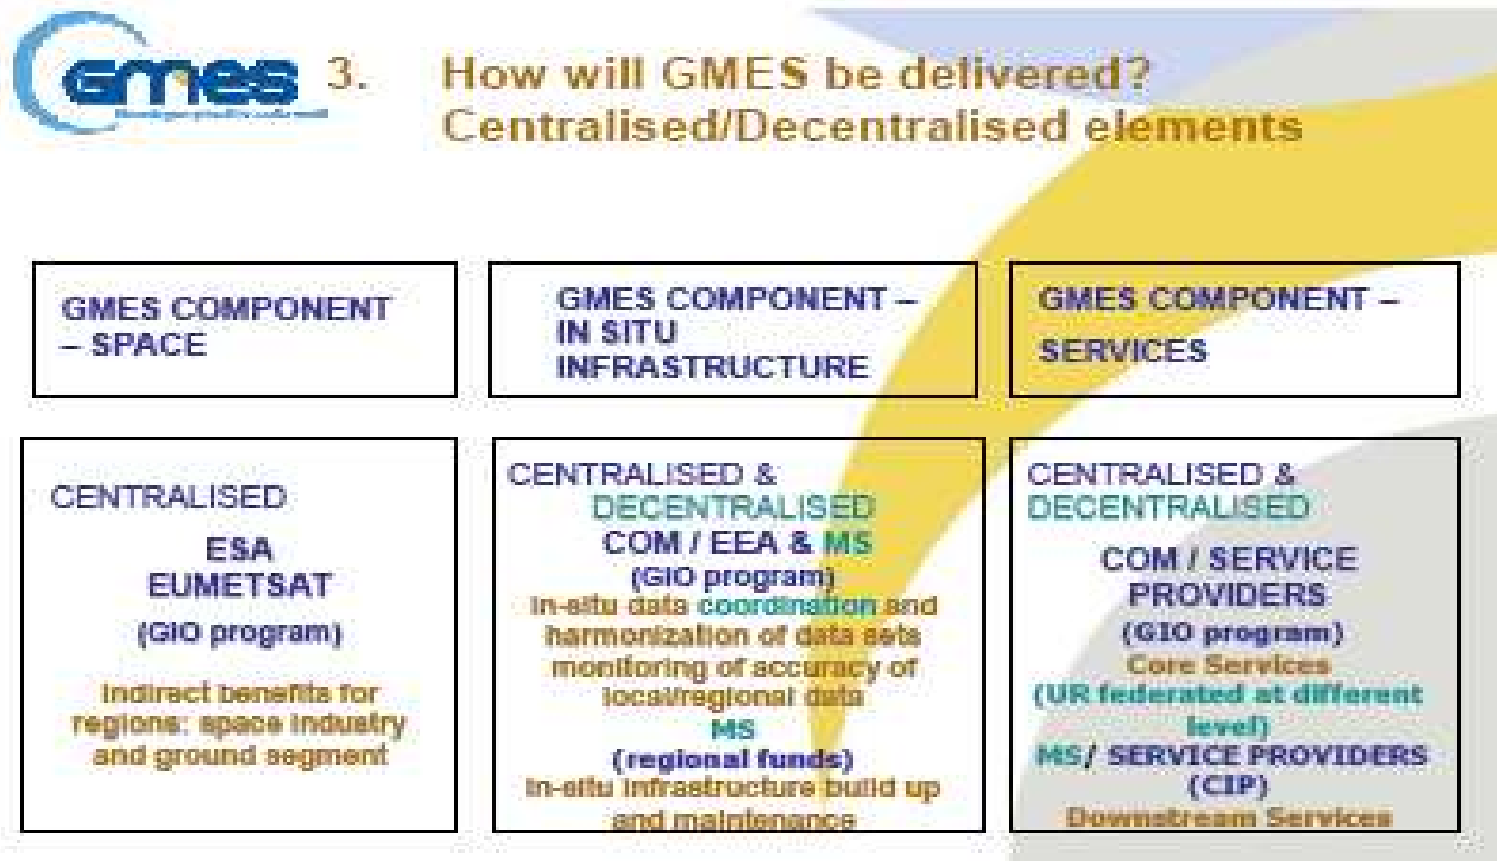 Gmes
3. How will GMES be delivered?
Centralised/Decentralised elements
GMES COMPONENT
– SPACE
GMES COMPONENT –
IN SITU
INFRASTRUCTURE
GMES COMPONENT –
SERVICES
CENTRALISED
ESA
EUMETSAT
(GIO program)
Indirect benefits for
regions: space industry
and ground segment
CENTRALISED &
DECENTRALISED
COM / EEA & MS
(GIO program)
In-situ data coordination and
harmonization of data sets
monitoring of accuracy of
local/regional data
MS
(regional funds)
In-situ infrastructure build up
and maintenance
CENTRALISED &
DECENTRALISED
COM / SERVICE
PROVIDERS
(GIO program)
Core Services
(UR federated at different
level)
MS/ SERVICE PROVIDERS
(CIP)
Downstream Services